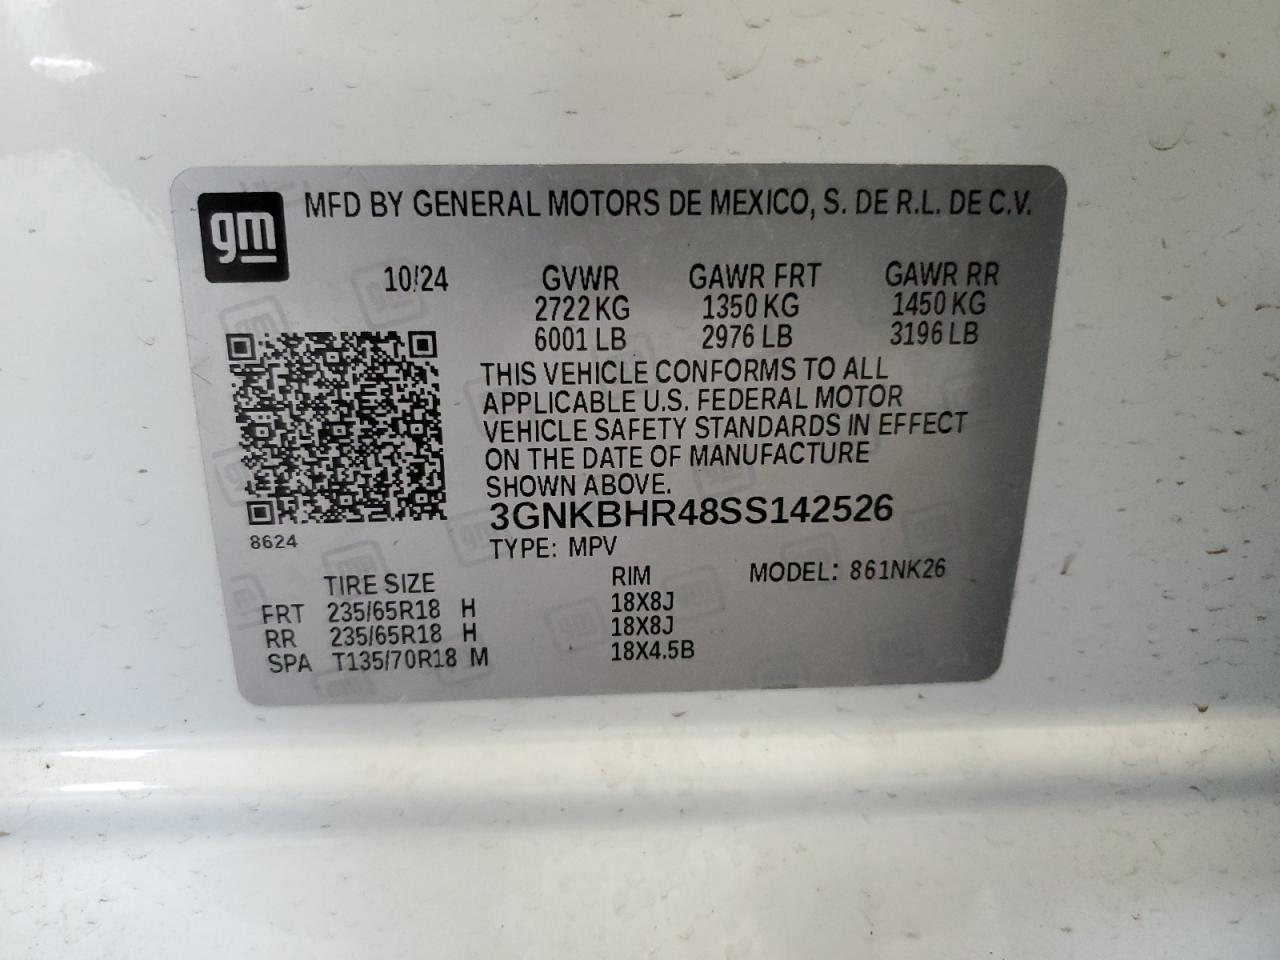 gm
MFD BY GENERAL MOTORS DE MEXICO, S. DE R.L. DE C.V.
10/24 GVWR GAWR FRT GAWR RR
2722 KG 1350 KG 1450 KG
6001 LB 2976 LB 3196 LB
THIS VEHICLE CONFORMS TO ALL
APPLICABLE U.S. FEDERAL MOTOR
VEHICLE SAFETY STANDARDS IN EFFECT
ON THE DATE OF MANUFACTURE
SHOWN ABOVE.
3GNKBHR48SS142526
8624
TYPE: MPV
TIRE SIZE RIM MODEL: 861NK26
FRT 235/65R18 H 18X8J
RR 235/65R18 H 18X8J
SPA T135/70R18 M 18X4.5B